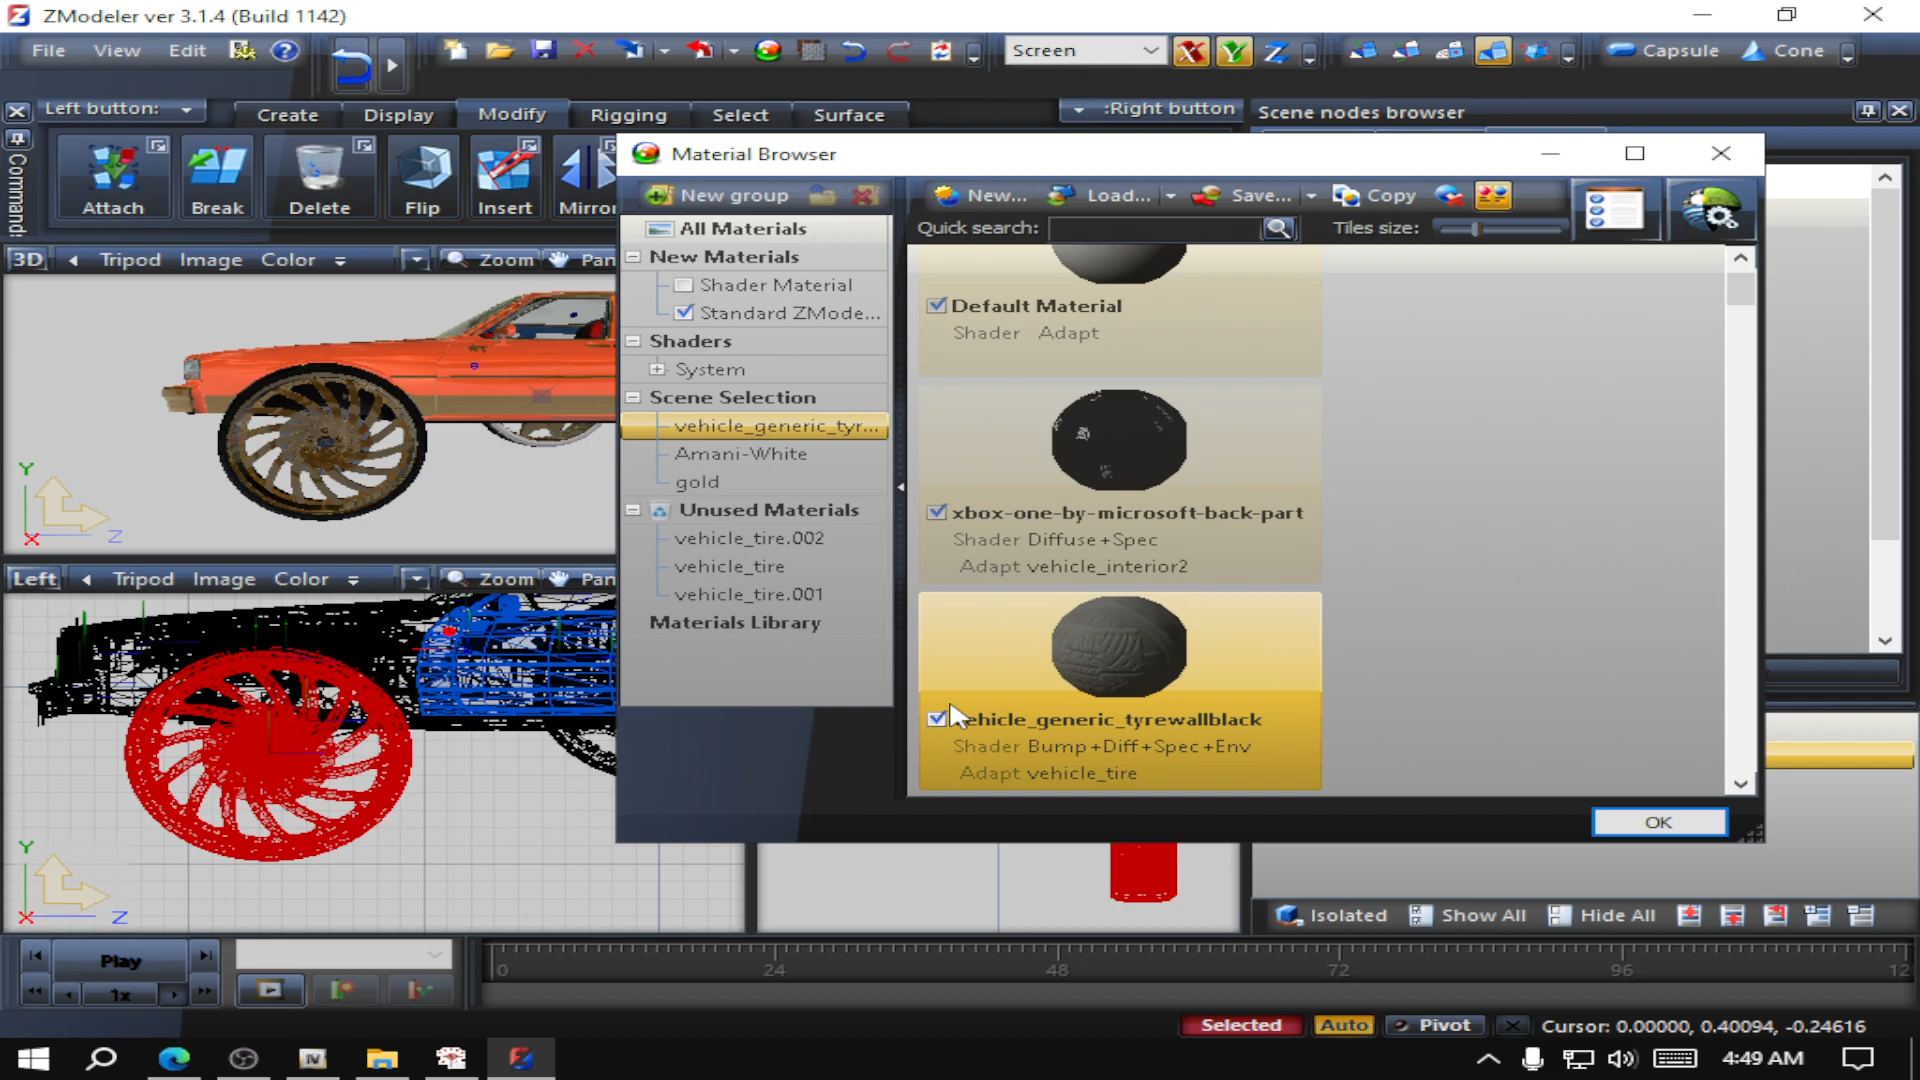 ZModeler ver 3.1.4 (Build 1142)
File View Edit
Screen
X Y Z
Capsule Cone
Left button: Create Display Modify Rigging Select Surface :Right button
Scene nodes browser
Commands
Attach Break Delete Flip Insert Mirror
Material Browser
New group New... Load... Save... Copy
Quick search: Tiles size:
All Materials
New Materials
Shader Material
Standard ZMode...
Shaders
System
Scene Selection
vehicle_generic_tyr...
Amani-White
gold
Unused Materials
vehicle_tire.002
vehicle_tire
vehicle_tire.001
Materials Library
Default Material
Shader Adapt
xbox-one-by-microsoft-back-part
Shader Diffuse+Spec
Adapt vehicle_interior2
vehicle_generic_tyrewallblack
Shader Bump+Diff+Spec+Env
Adapt vehicle_tire
OK
3D Tripod Image Color Zoom Pan
Y
X Z
Left Tripod Image Color Zoom Pan
Y
X Z
Isolated Show All Hide All
Play
1x
0 24 48 72 96 12
Selected Auto Pivot Cursor: 0.00000, 0.40094, -0.24616
IV
4:49 AM